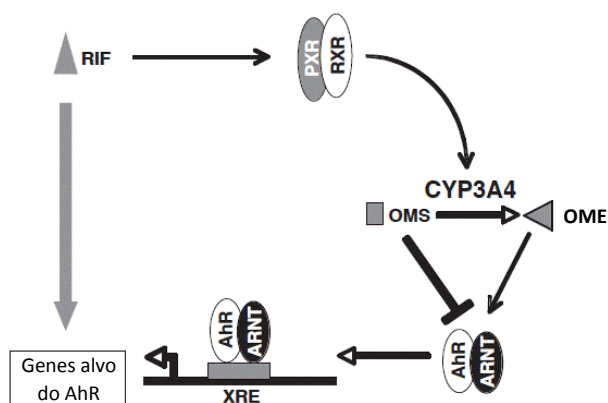 RIF
PXR
RXR
CYP3A4
OMS
OME
AhR
ARNT
AhR
ARNT
Genes alvo
do AhR
XRE